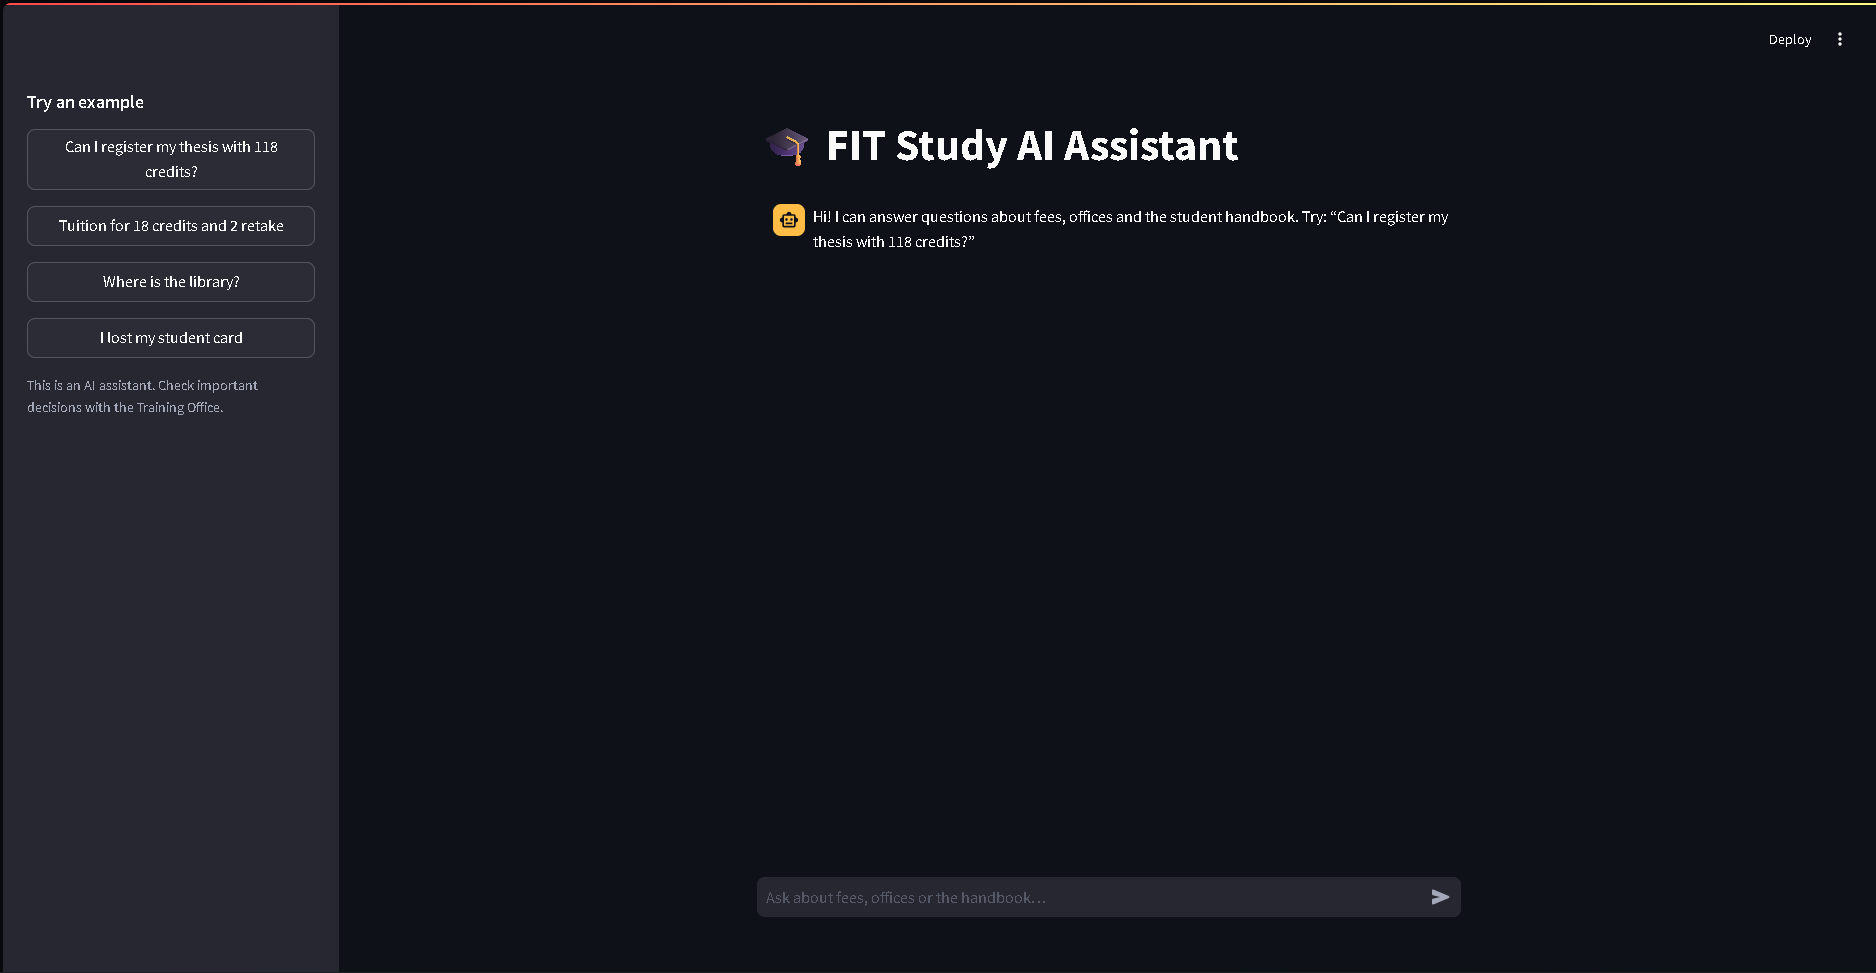 Deploy
Try an example
Can I register my thesis with 118
credits?
Tuition for 18 credits and 2 retake
Where is the library?
I lost my student card
This is an AI assistant. Check important
decisions with the Training Office.
FIT Study AI Assistant
Hi! I can answer questions about fees, offices and the student handbook. Try: “Can I register my
thesis with 118 credits?”
Ask about fees, offices or the handbook…